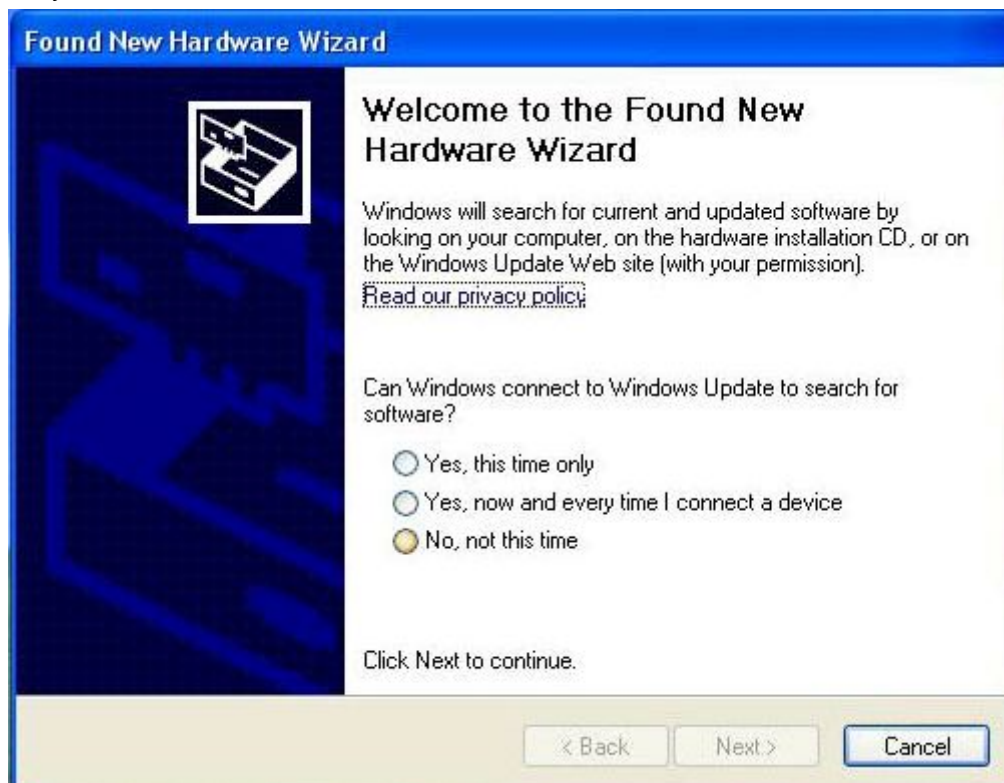 Found New Hardware Wizard
Welcome to the Found New
Hardware Wizard
Windows will search for current and updated software by
looking on your computer, on the hardware installation CD, or on
the Windows Update Web site (with your permission).
Read our privacy policy
Can Windows connect to Windows Update to search for
software?
Yes, this time only
Yes, now and every time I connect a device
No, not this time
Click Next to continue.
< Back
Next >
Cancel